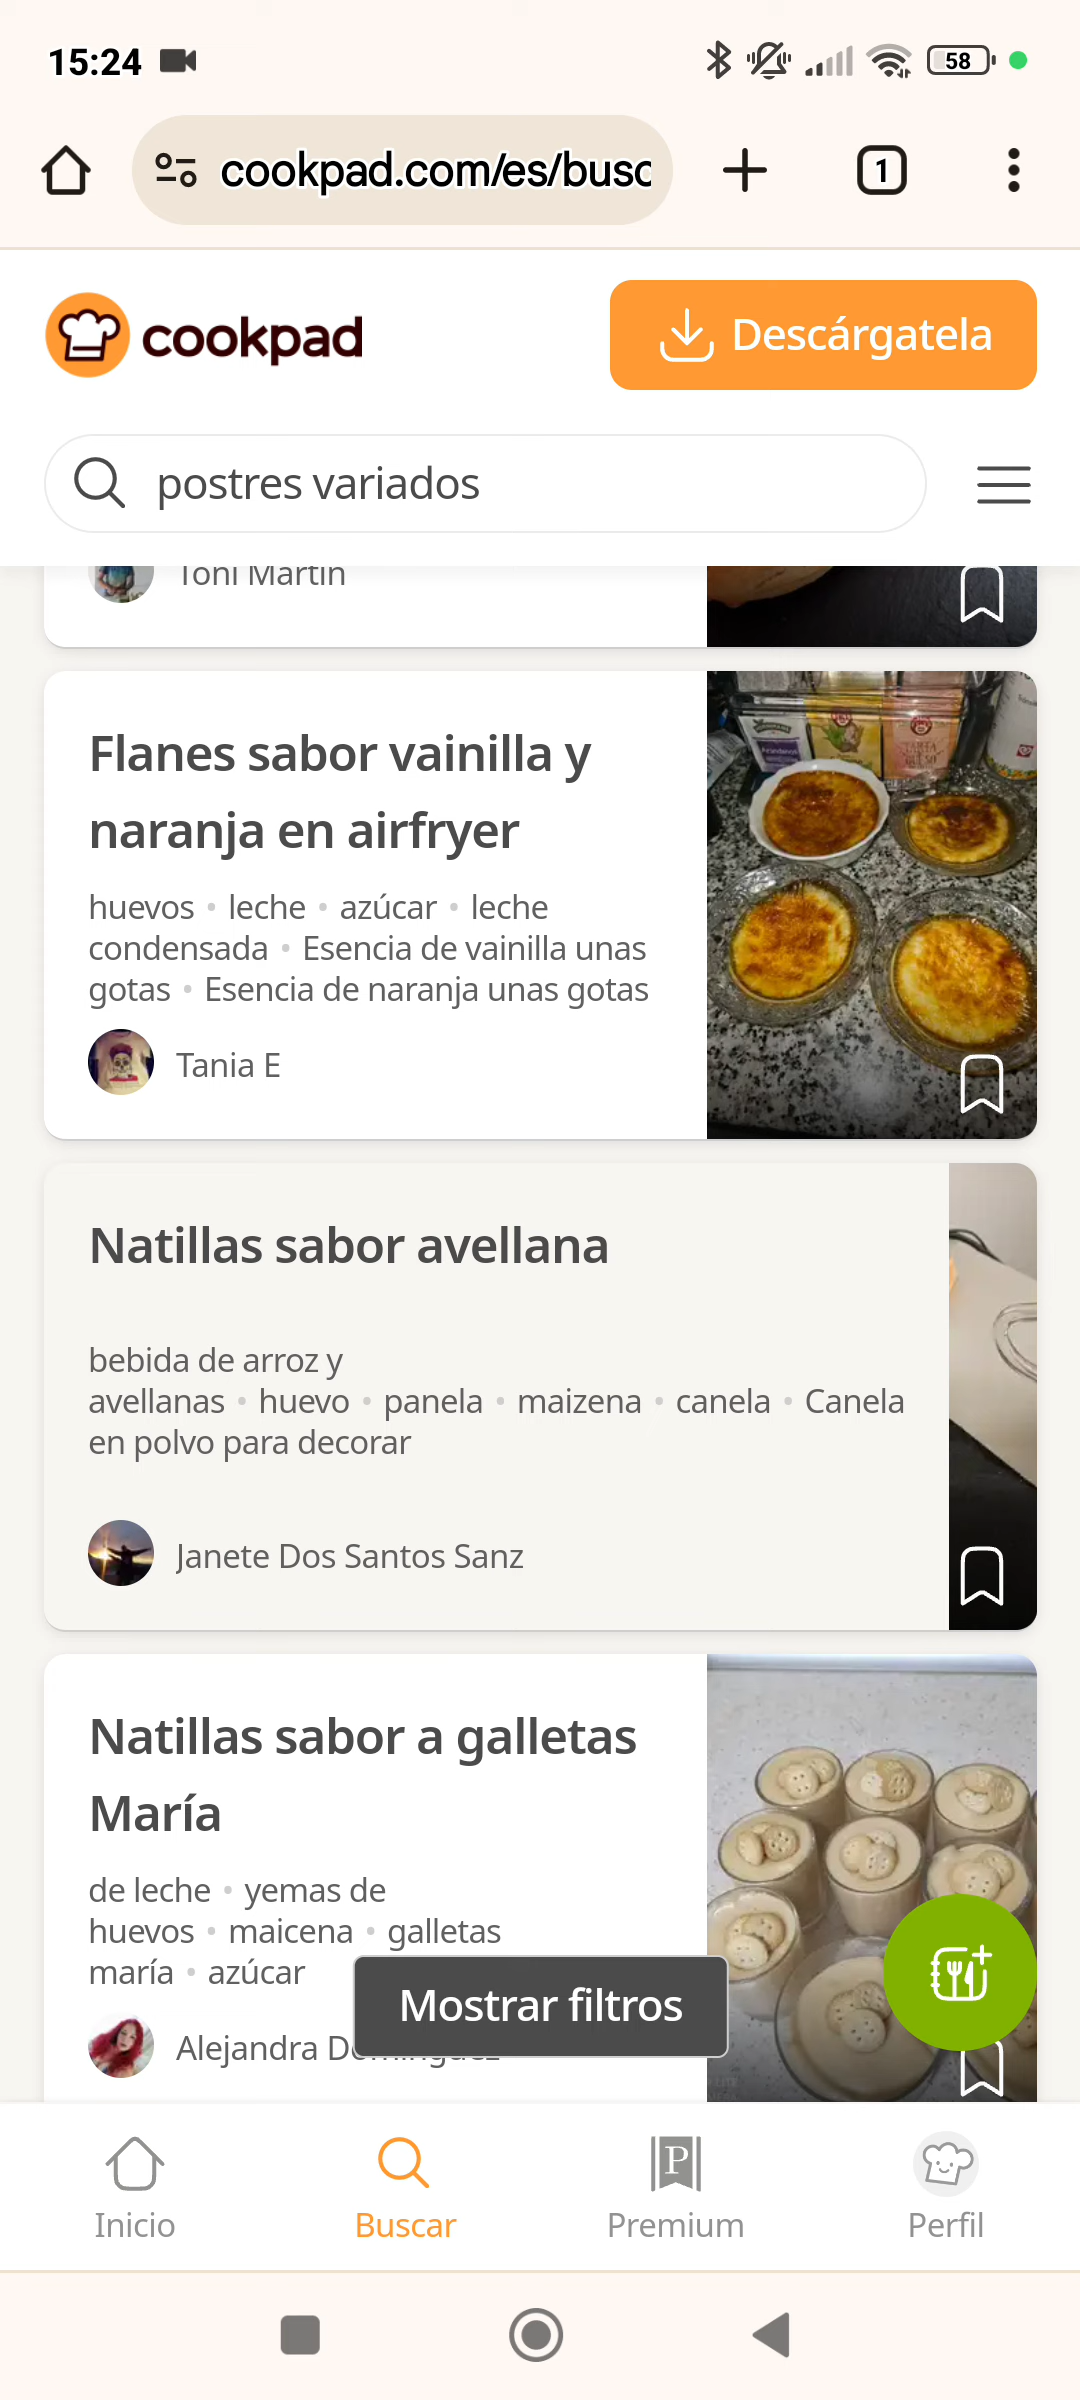 15:24
58
cookpad.com/es/busc
1
cookpad
Descárgatela
postres variados
Toni Martin
Flanes sabor vainilla y
naranja en airfryer
huevos • leche • azúcar • leche
condensada • Esencia de vainilla unas
gotas • Esencia de naranja unas gotas
Tania E
Natillas sabor avellana
bebida de arroz y
avellanas • huevo • panela • maizena • canela • Canela
en polvo para decorar
Janete Dos Santos Sanz
Natillas sabor a galletas
María
de leche • yemas de
huevos • maicena • galletas
maría • azúcar
Mostrar filtros
Alejandra Dominguez
Inicio
Buscar
P
Premium
Perfil